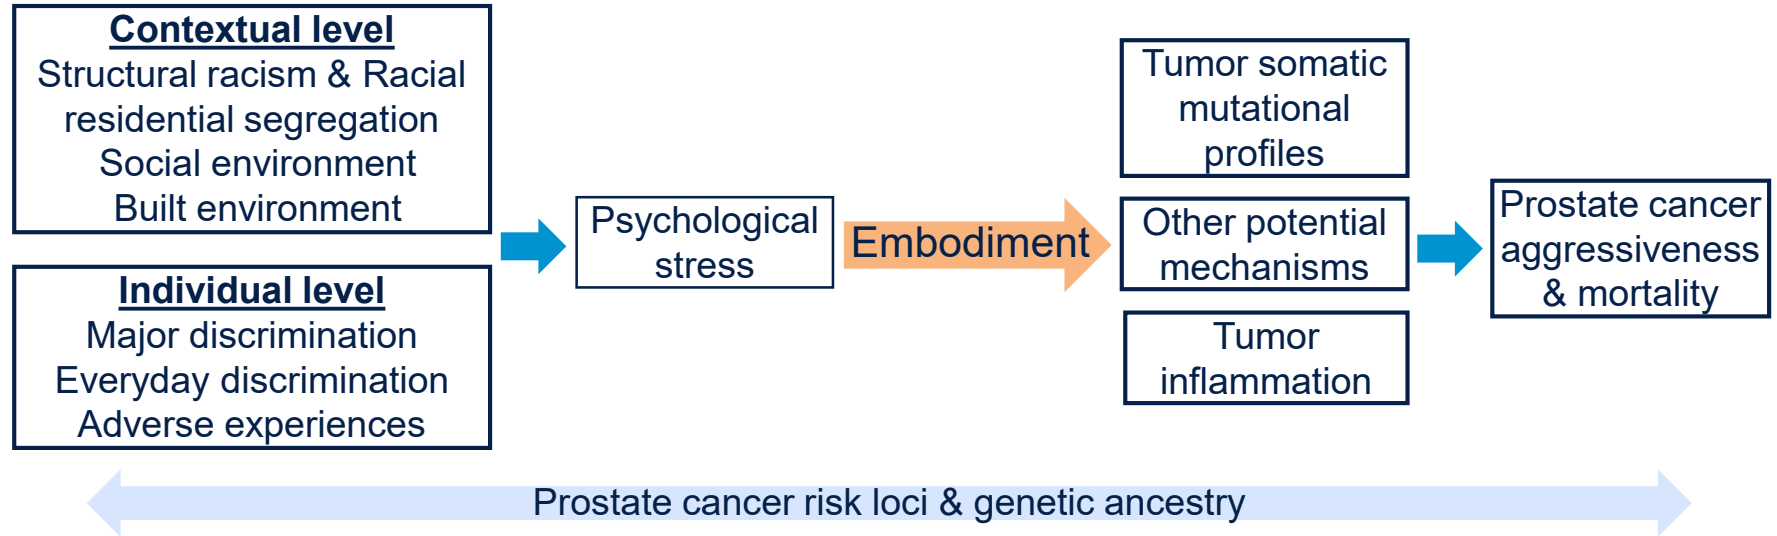 Contextual level
Structural racism & Racial
residential segregation
Social environment
Built environment
Individual level
Major discrimination
Everyday discrimination
Adverse experiences
Psychological
stress
Embodiment
Tumor somatic
mutational
profiles
Other potential
mechanisms
Tumor
inflammation
Prostate cancer
aggressiveness
& mortality
Prostate cancer risk loci & genetic ancestry